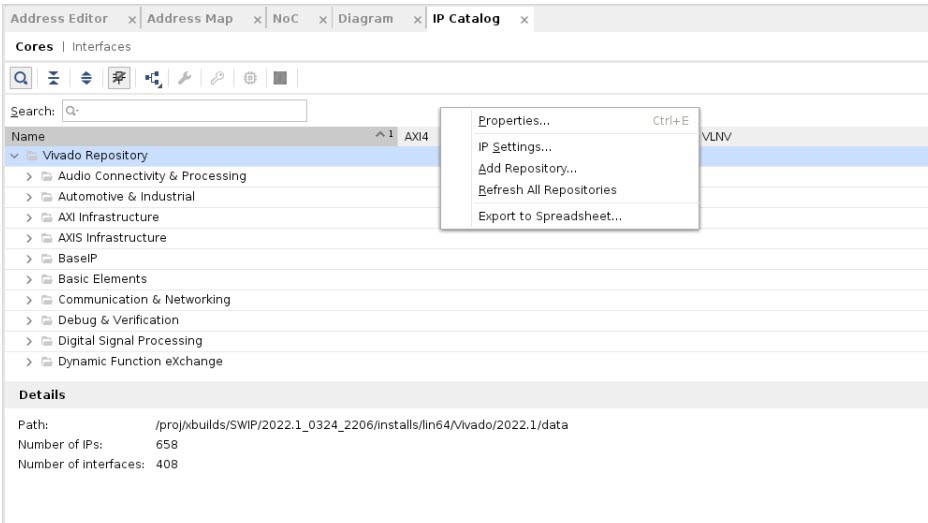 Address Editor × Address Map × NoC × Diagram × IP Catalog ×
Cores | Interfaces
Search: Q-
Name ^ 1 AXI4 VLNV
Properties... Ctrl+E
IP Settings...
Add Repository...
Refresh All Repositories
Export to Spreadsheet...
Vivado Repository
Audio Connectivity & Processing
Automotive & Industrial
AXI Infrastructure
AXIS Infrastructure
BaseIP
Basic Elements
Communication & Networking
Debug & Verification
Digital Signal Processing
Dynamic Function eXchange
Details
Path: /proj/xbuilds/SWIP/2022.1_0324_2206/installs/lin64/Vivado/2022.1/data
Number of IPs: 658
Number of interfaces: 408